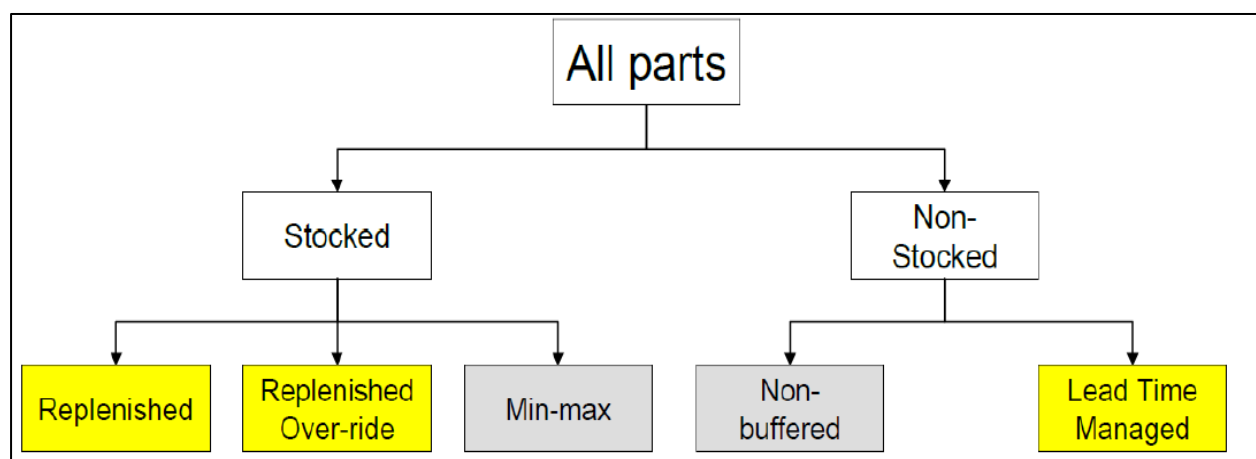 All parts
Stocked
Non-
Stocked
Replenished
Replenished
Over-ride
Min-max
Non-
buffered
Lead Time
Managed